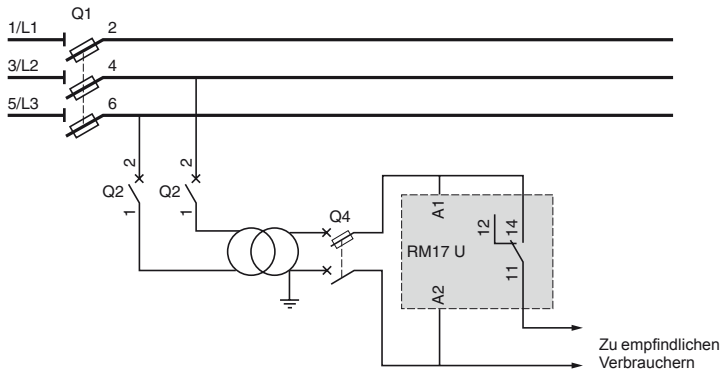 Q1
1/L1 2
3/L2 4
5/L3 6
2 2
Q2 Q2
1 1
Q4
A1
12 14
RM17 U
11
A2
Zu empfindlichen
Verbrauchern